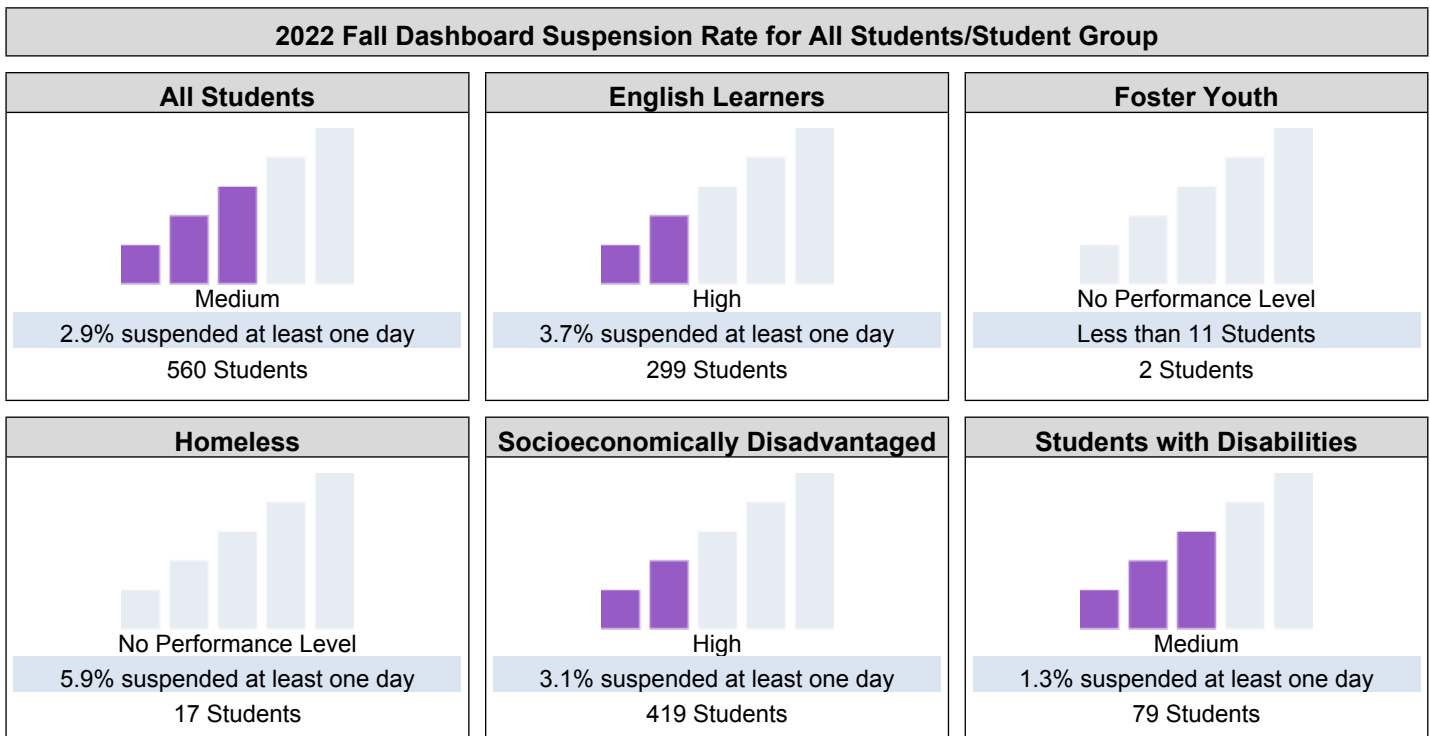 2022 Fall Dashboard Suspension Rate for All Students/Student Group
All Students
Medium
2.9% suspended at least one day
560 Students
English Learners
High
3.7% suspended at least one day
299 Students
Foster Youth
No Performance Level
Less than 11 Students
2 Students
Homeless
No Performance Level
5.9% suspended at least one day
17 Students
Socioeconomically Disadvantaged
High
3.1% suspended at least one day
419 Students
Students with Disabilities
Medium
1.3% suspended at least one day
79 Students